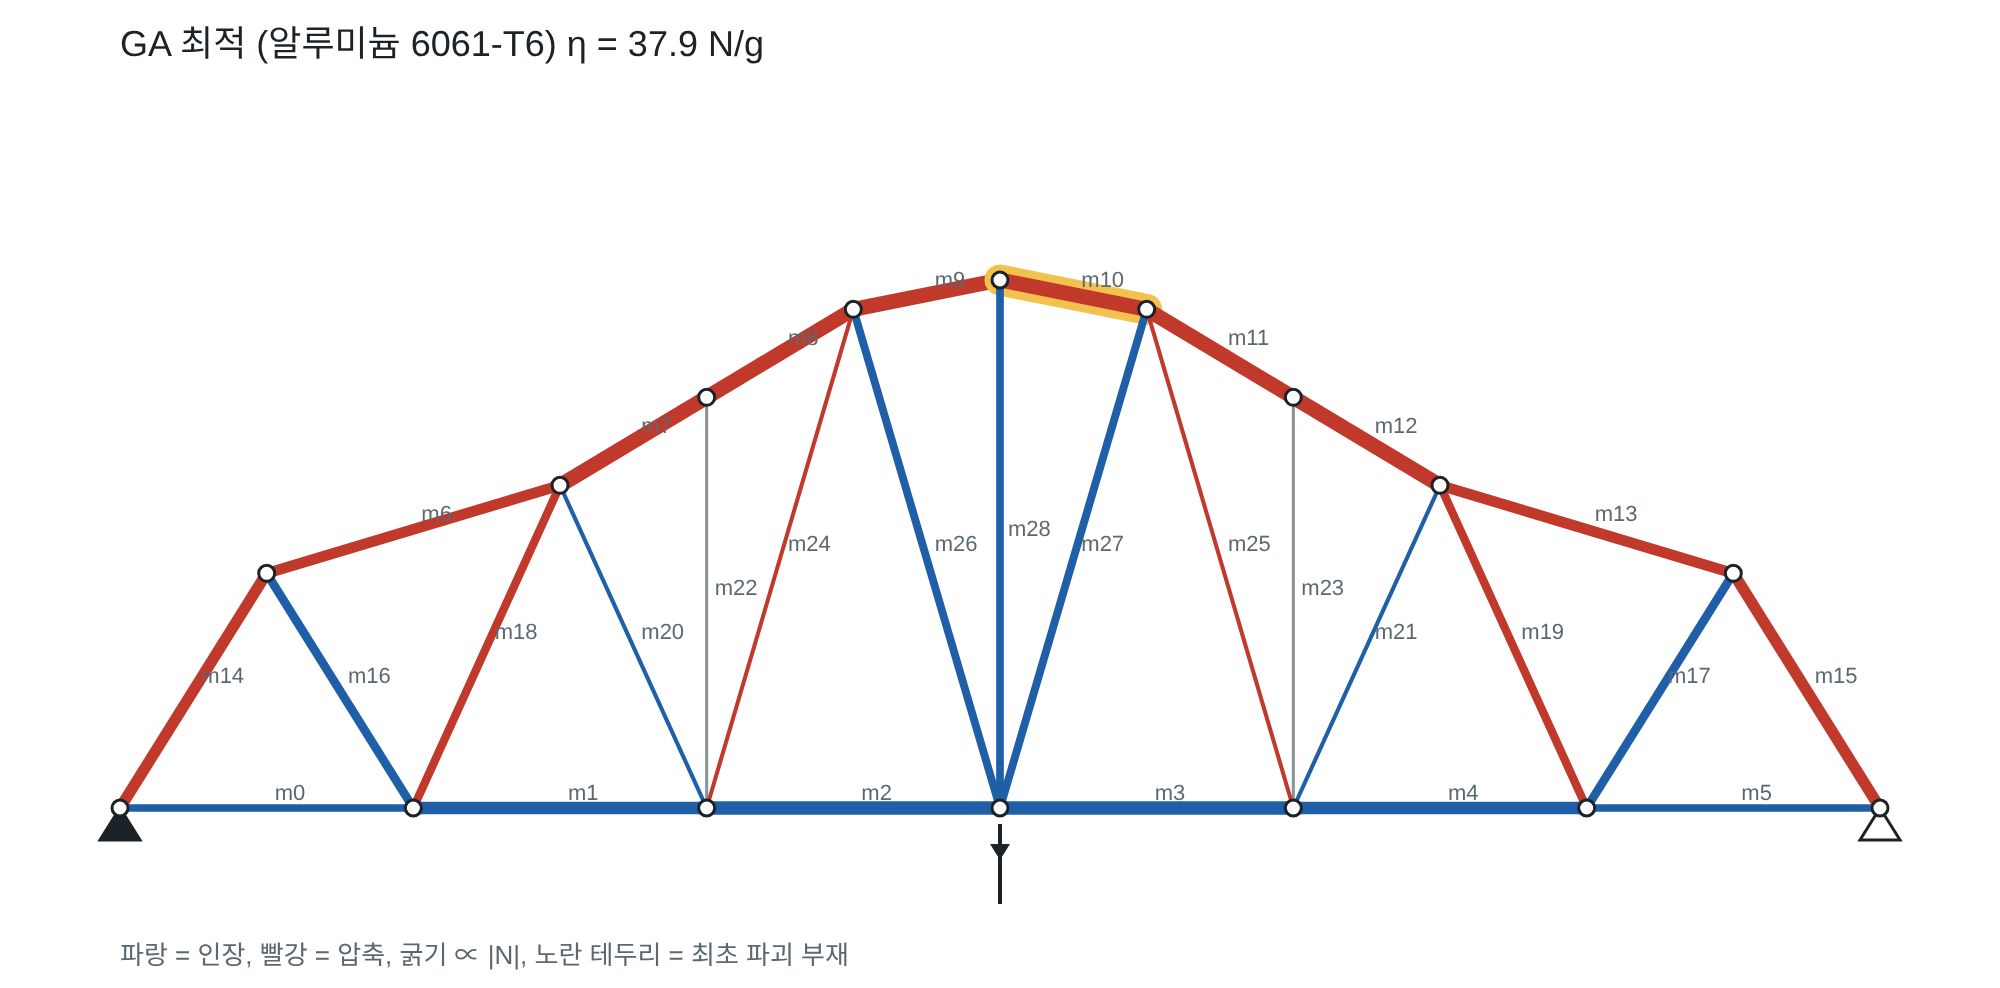 GA 최적 (알루미늄 6061-T6) η = 37.9 N/g
m9
m10
m8
m11
m7
m12
m6
m13
m28
m24
m26
m27
m25
m22
m23
m18
m20
m21
m19
m14
m16
m17
m15
m0
m1
m2
m3
m4
m5
파랑 = 인장, 빨강 = 압축, 굵기 ∝ |N|, 노란 테두리 = 최초 파괴 부재